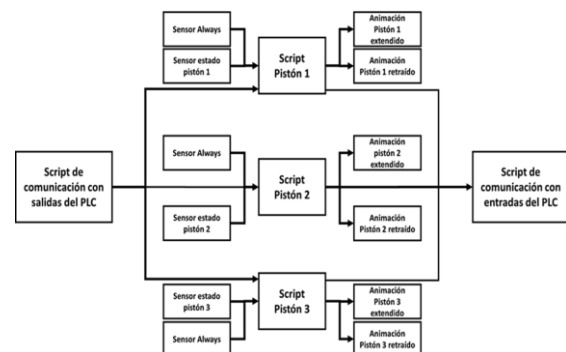 Sensor Always
Sensor estado
pistón 1
Script
Pistón 1
Animación
Pistón 1
extendido
Animación
Pistón 1 retraído
Script de
comunicación con
salidas del PLC
Sensor Always
Sensor estado
pistón 2
Script
Pistón 2
Animación
pistón 2
extendido
Animación
Pistón 2 retraído
Script de
comunicación con
entradas del PLC
Sensor estado
pistón 3
Sensor Always
Script
Pistón 3
Animación
Pistón 3
extendido
Animación
Pistón 3 retraído